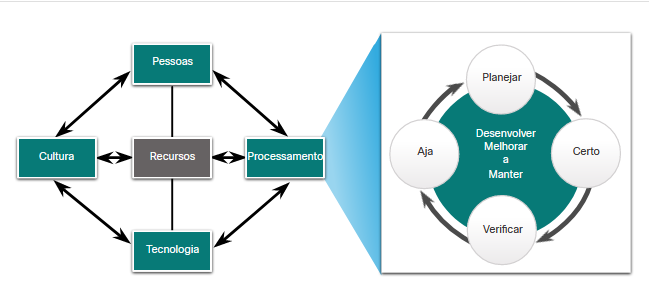 Pessoas
Cultura
Recursos
Processamento
Tecnologia
Planejar
Desenvolver
Melhorar
a
Manter
Aja
Certo
Verificar